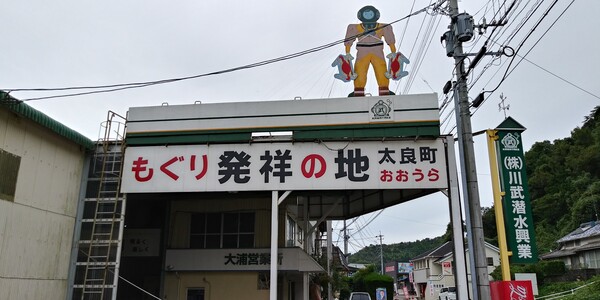 もぐり発祥の地 太良町
おおうら
大浦営業所
(株)川武潜水興業
武